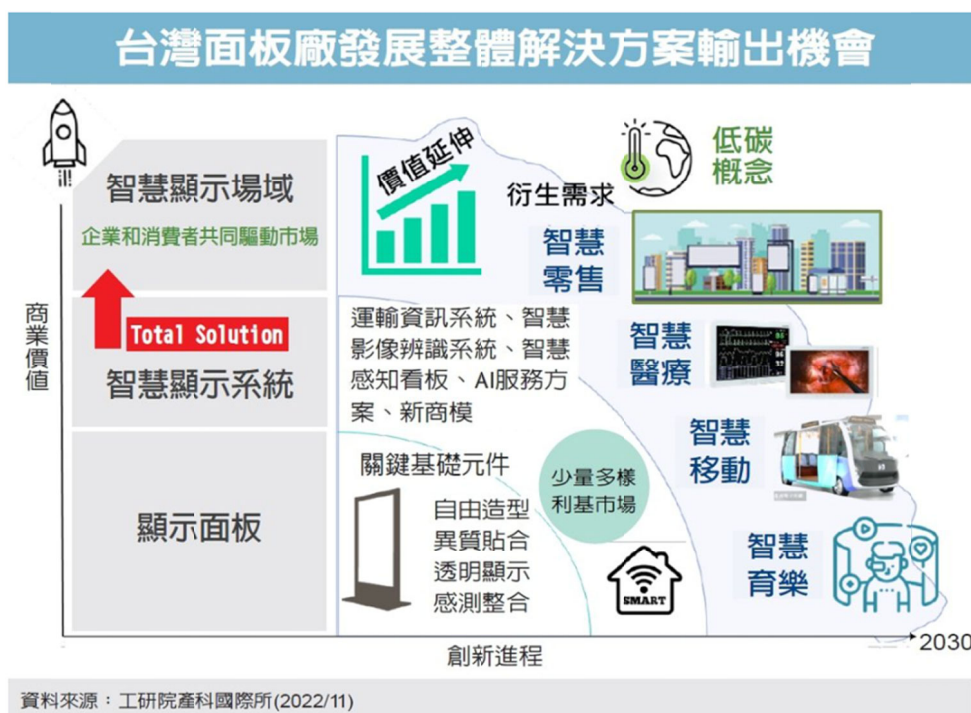 台灣面板廠發展整體解決方案輸出機會
智慧顯示場域
企業和消費者共同驅動市場
Total Solution
智慧顯示系統
顯示面板
商業價值
價值延伸
衍生需求
低碳
概念
智慧
零售
運輸資訊系統、智慧
影像辨識系統、智慧
感知看板、AI服務方
案、新商模
智慧
醫療
關鍵基礎元件
自由造型
異質貼合
透明顯示
感測整合
少量多樣
利基市場
SMART
智慧
移動
智慧
育樂
創新進程
2030
資料來源：工研院產科國際所(2022/11)